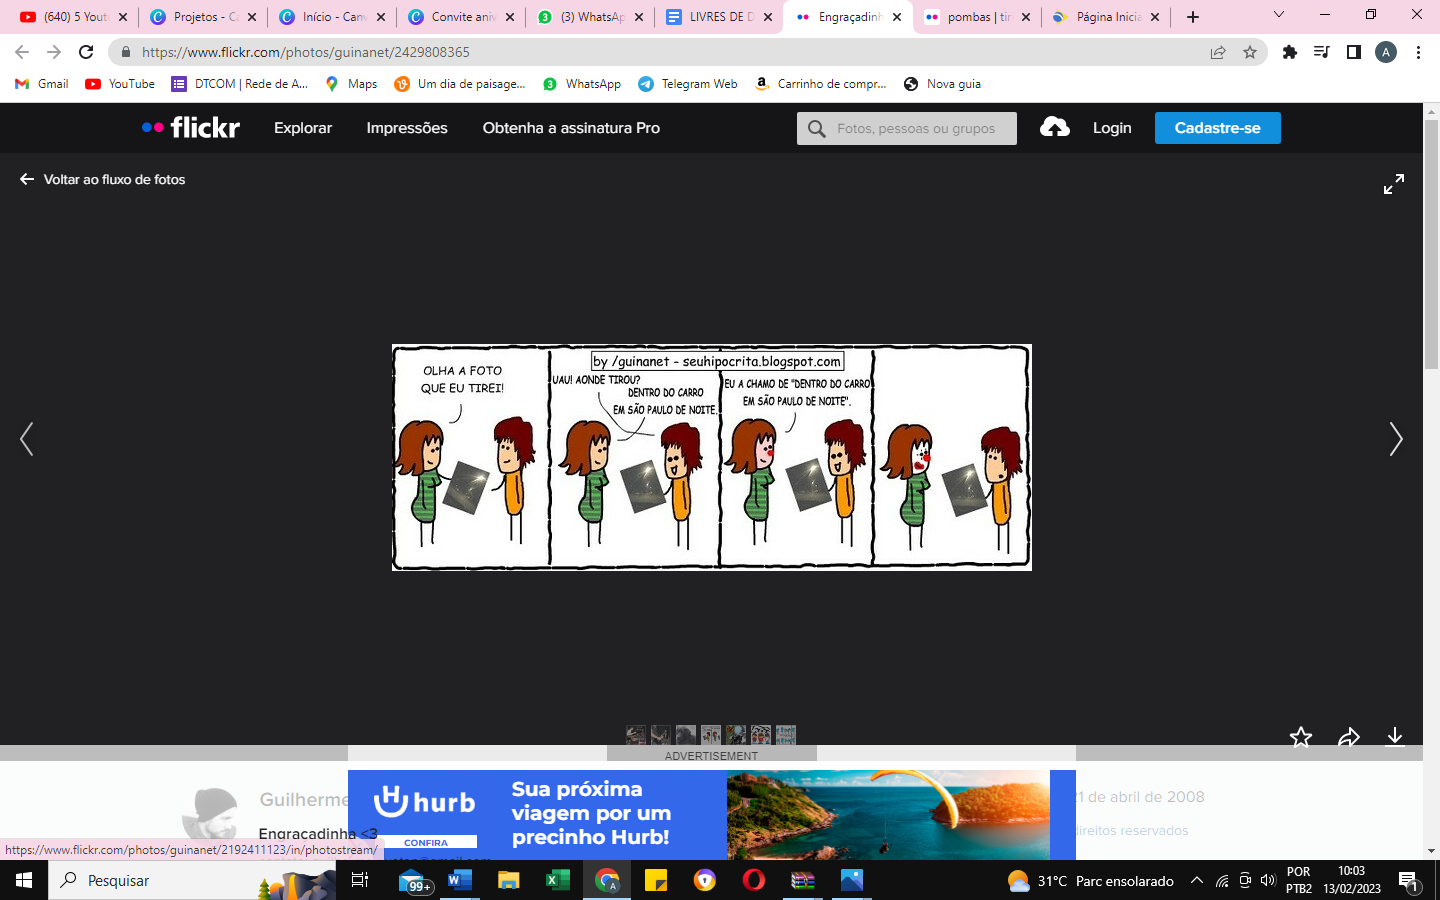 (640) 5 Yout
Projetos - C
Início - Canv
Convite aniv
(3) WhatsAp
LIVRES DE D
Engraçadinh
pombas | tir
Página Inicia
https://www.flickr.com/photos/guinanet/2429808365
A
Gmail
YouTube
DTCOM | Rede de A...
Maps
Um dia de paisage...
WhatsApp
Telegram Web
Carrinho de compr...
Nova guia
flickr
Explorar
Impressões
Obtenha a assinatura Pro
Fotos, pessoas ou grupos
Login
Cadastre-se
Voltar ao fluxo de fotos
by /guinanet - seuhipocrita.blogspot.com
OLHA A FOTO
QUE EU TIREI!
UAU! AONDE TIROU?
DENTRO DO CARRO
EM SÃO PAULO DE NOITE.
EU A CHAMO DE "DENTRO DO CARRO
EM SÃO PAULO DE NOITE".
ADVERTISEMENT
Guilherme
Engraçadinha <3
hurb
CONFIRA
Sua próxima
viagem por um
precinho Hurb!
21 de abril de 2008
direitos reservados
https://www.flickr.com/photos/guinanet/2192411123/in/photostream/
Pesquisar
99+
31°C Parc ensolarado
POR
PTB2
10:03
13/02/2023
1